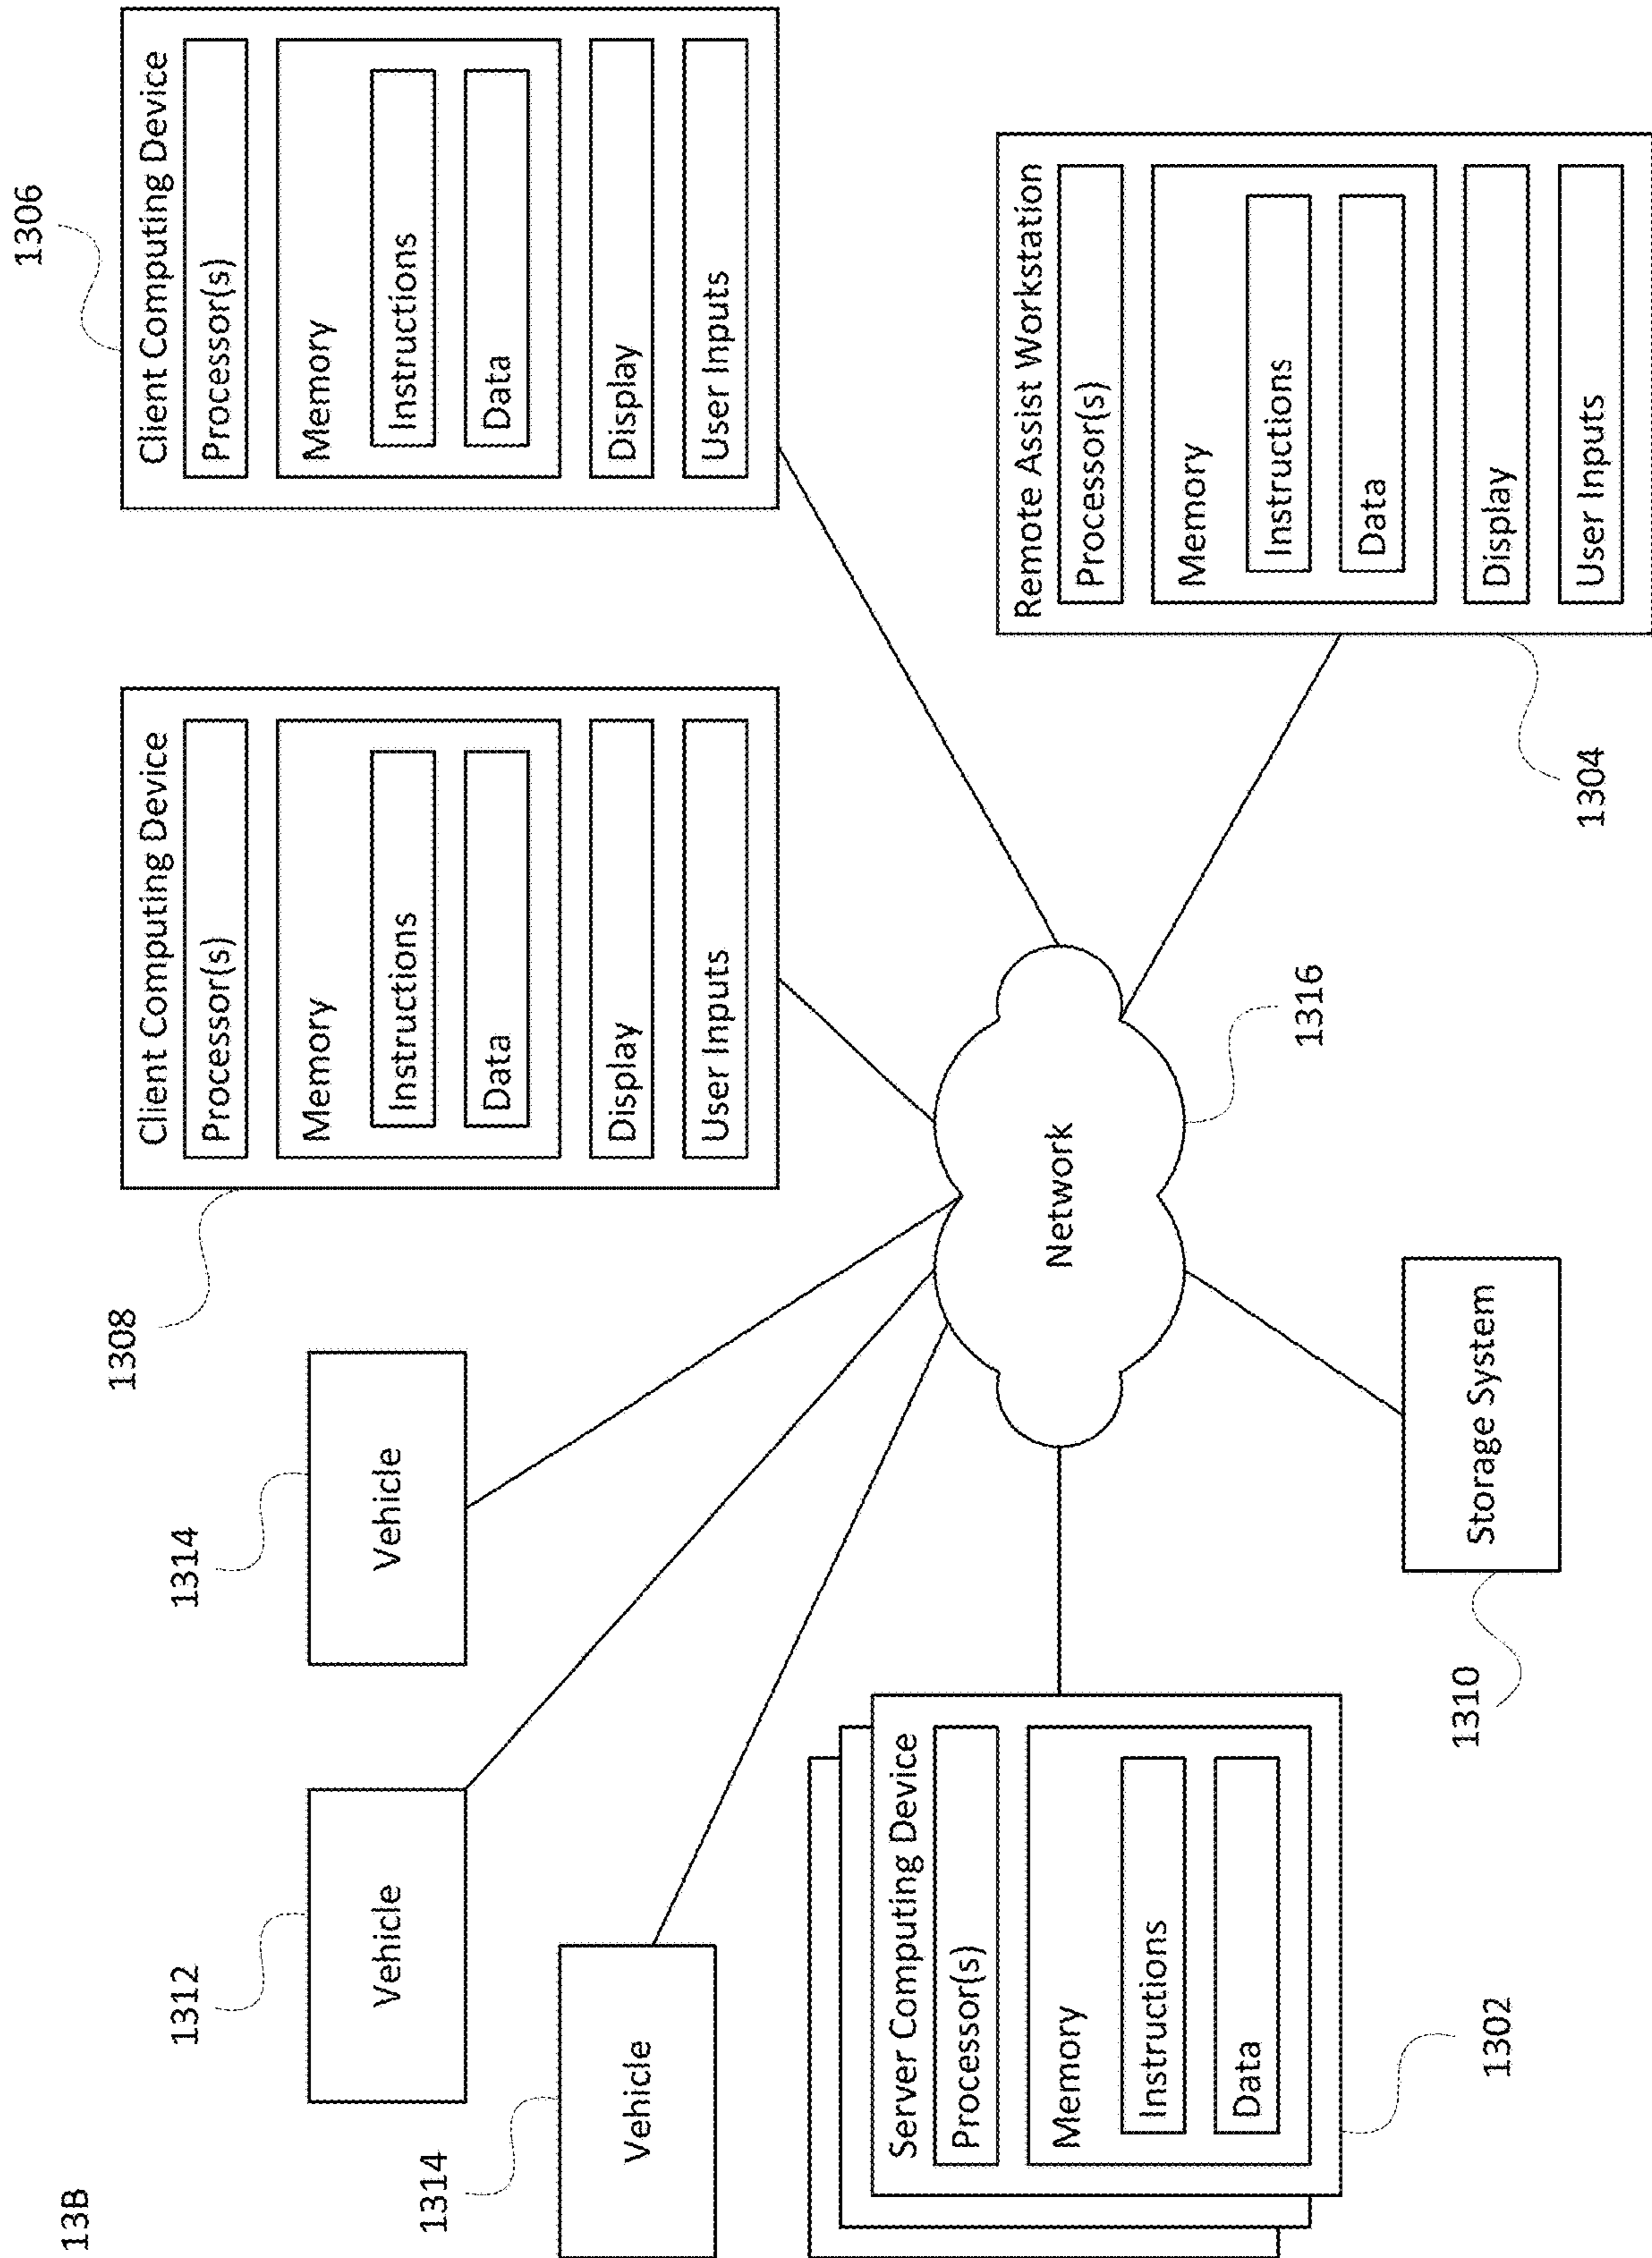 13B
1312
1314
1308
1306
Vehicle
Vehicle
1314
Vehicle
Client Computing Device
Processor(s)
Memory
Instructions
Data
Display
User Inputs
Client Computing Device
Processor(s)
Memory
Instructions
Data
Display
User Inputs
Server Computing Device
Processor(s)
Memory
Instructions
Data
1302
Network
1316
Storage System
1310
Remote Assist Workstation
Processor(s)
Memory
Instructions
Data
Display
User Inputs
1304